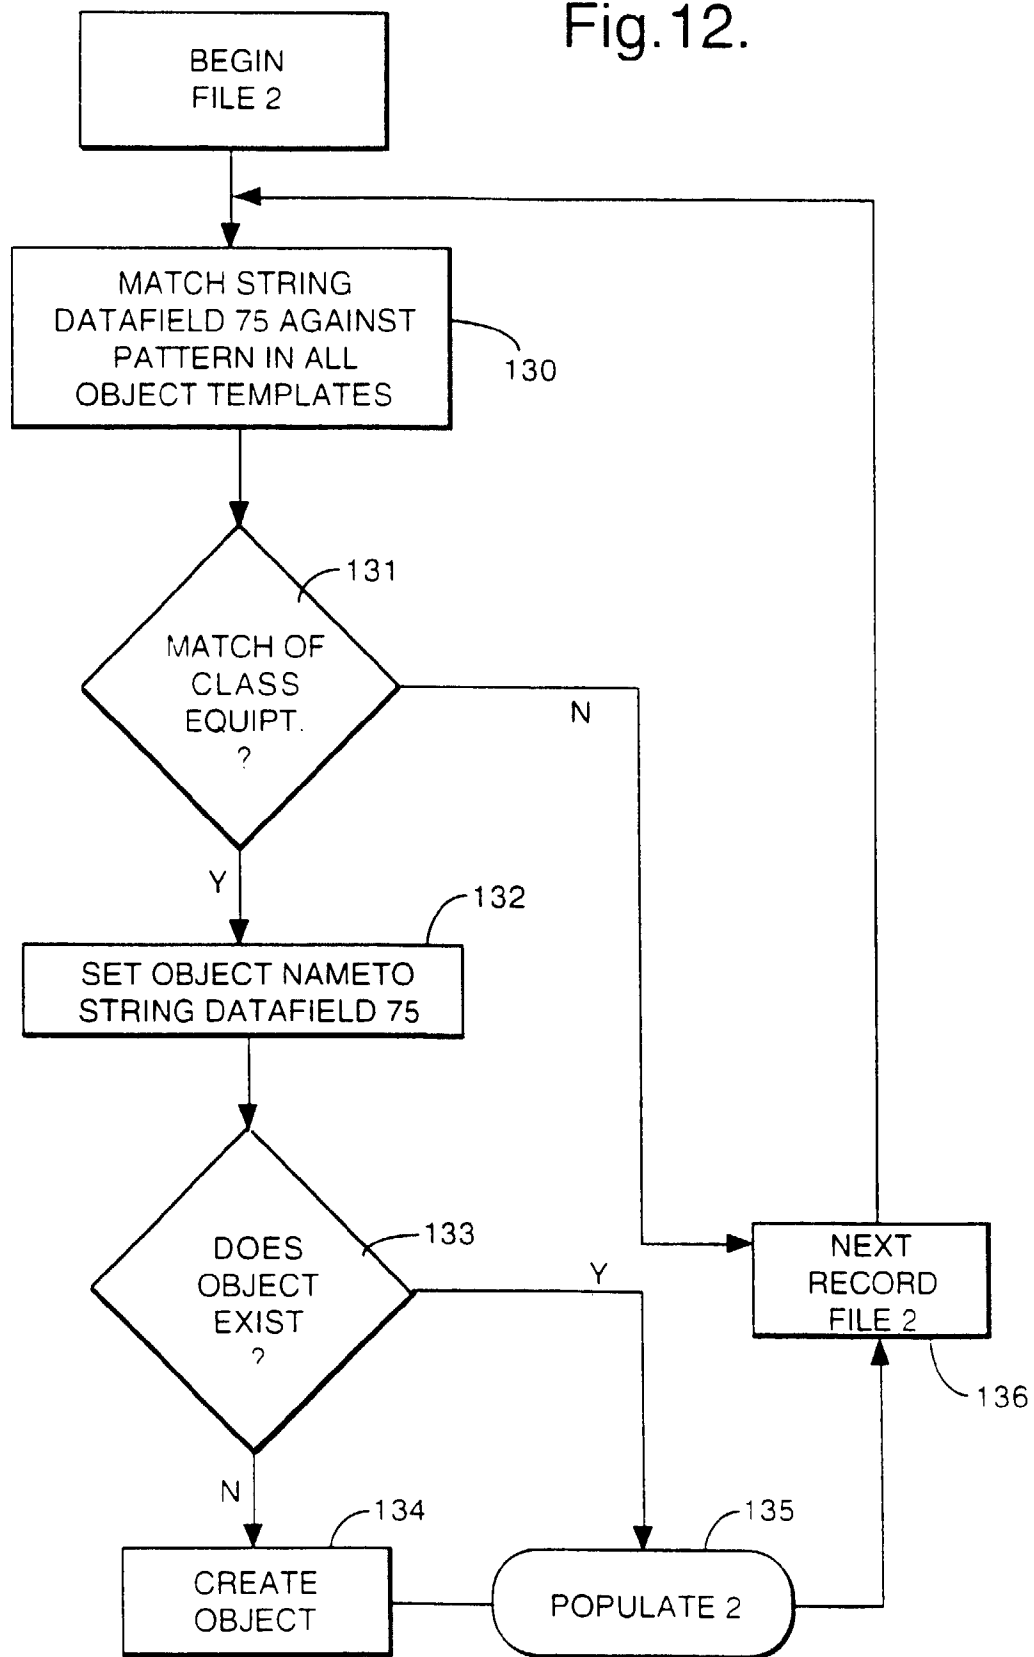 Fig.12.
BEGIN
FILE 2
MATCH STRING
DATAFIELD 75 AGAINST
PATTERN IN ALL
OBJECT TEMPLATES
130
131
MATCH OF
CLASS
EQUIPT.
?
N
Y
132
SET OBJECT NAMETO
STRING DATAFIELD 75
133
DOES
OBJECT
EXIST
?
Y
NEXT
RECORD
FILE 2
136
N
134
CREATE
OBJECT
135
POPULATE 2